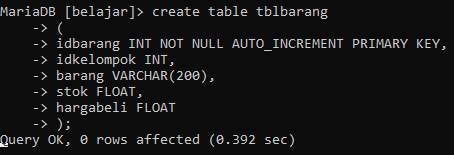 MariaDB [belajar]> create table tblbarang
    -> (
    -> idbarang INT NOT NULL AUTO_INCREMENT PRIMARY KEY,
    -> idkelompok INT,
    -> barang VARCHAR(200),
    -> stok FLOAT,
    -> hargabeli FLOAT
    -> );
Query OK, 0 rows affected (0.392 sec)